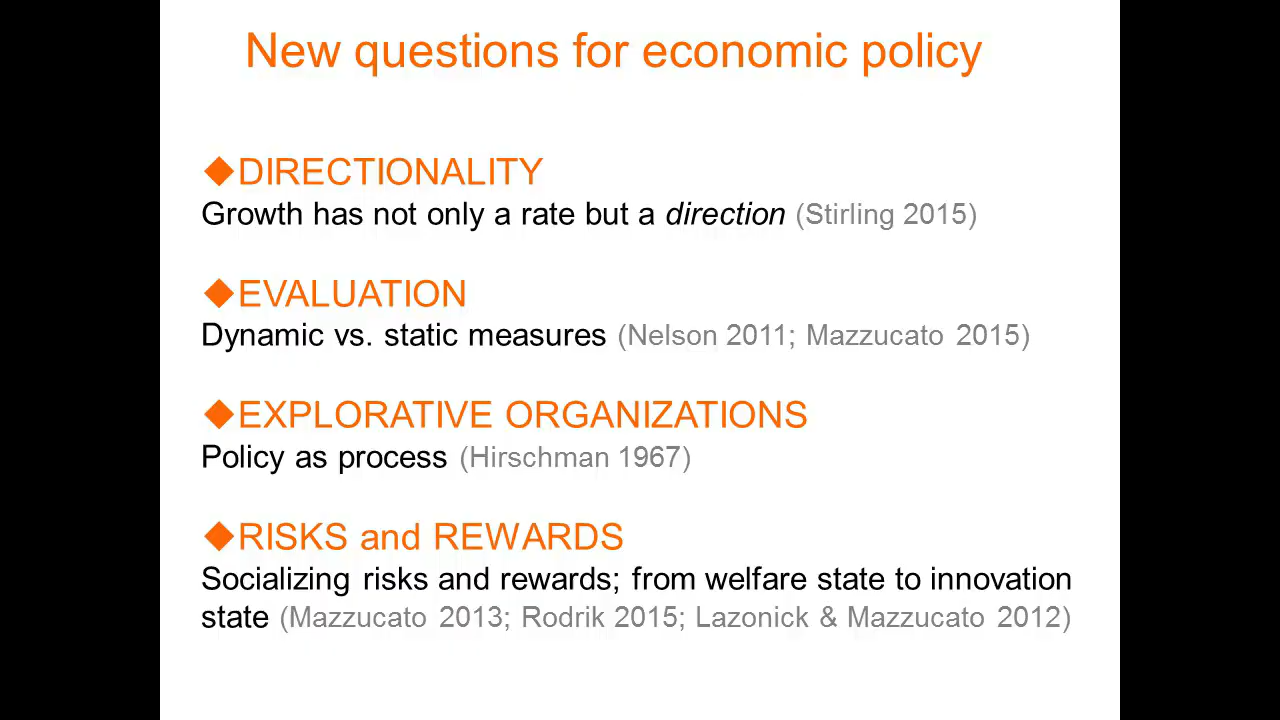 New questions for economic policy
◆DIRECTIONALITY
Growth has not only a rate but a direction (Stirling 2015)
◆EVALUATION
Dynamic vs. static measures (Nelson 2011; Mazzucato 2015)
◆EXPLORATIVE ORGANIZATIONS
Policy as process (Hirschman 1967)
◆RISKS and REWARDS
Socializing risks and rewards; from welfare state to innovation
state (Mazzucato 2013; Rodrik 2015; Lazonick & Mazzucato 2012)